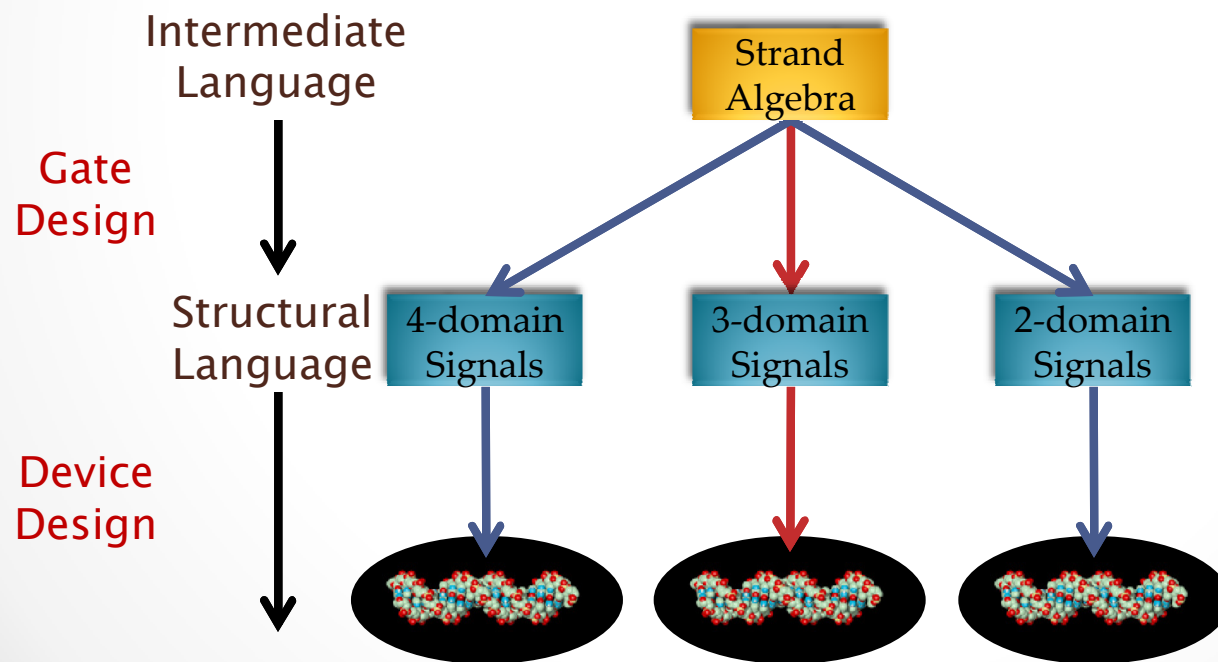 Intermediate
Language
Strand
Algebra
Gate
Design
Structural
Language
4-domain
Signals
3-domain
Signals
2-domain
Signals
Device
Design